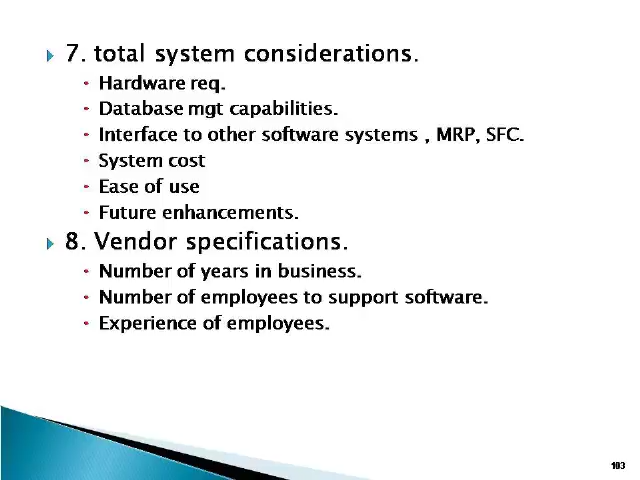 7. total system considerations.
Hardware req.
Database mgt capabilities.
Interface to other software systems , MRP, SFC.
System cost
Ease of use
Future enhancements.
8. Vendor specifications.
Number of years in business.
Number of employees to support software.
Experience of employees.
103